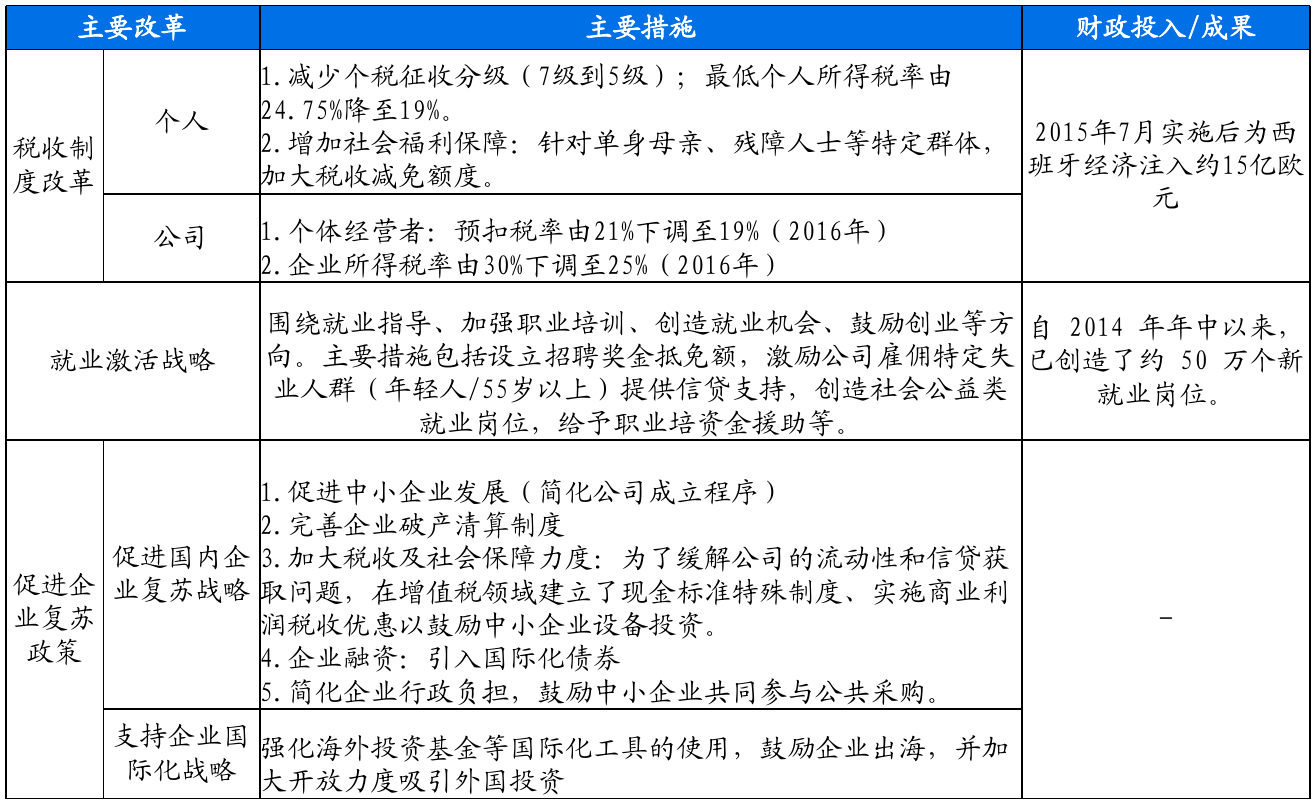 主要改革
主要措施
财政投入/成果
税收制
度改革
个人
1.减少个税征收分级（7级到5级）；最低个人所得税率由
24.75%降至19%。
2.增加社会福利保障：针对单身母亲、残障人士等特定群体，
加大税收减免额度。
2015年7月实施后为西
班牙经济注入约15亿欧
元
公司
1.个体经营者：预扣税率由21%下调至19%（2016年）
2.企业所得税率由30%下调至25%（2016年）
就业激活战略
围绕就业指导、加强职业培训、创造就业机会、鼓励创业等方
向。主要措施包括设立招聘奖金抵免额，激励公司雇佣特定失
业人群（年轻人/55岁以上）提供信贷支持，创造社会公益类
就业岗位，给予职业培资金援助等。
自 2014 年年中以来，
已创造了约 50 万个新
就业岗位。
促进企
业复苏
政策
促进国内企
业复苏战略
1.促进中小企业发展（简化公司成立程序）
2.完善企业破产清算制度
3.加大税收及社会保障力度：为了缓解公司的流动性和信贷获
取问题，在增值税领域建立了现金标准特殊制度、实施商业利
润税收优惠以鼓励中小企业设备投资。
4.企业融资：引入国际化债券
5.简化企业行政负担，鼓励中小企业共同参与公共采购。
–
支持企业国
际化战略
强化海外投资基金等国际化工具的使用，鼓励企业出海，并加
大开放力度吸引外国投资